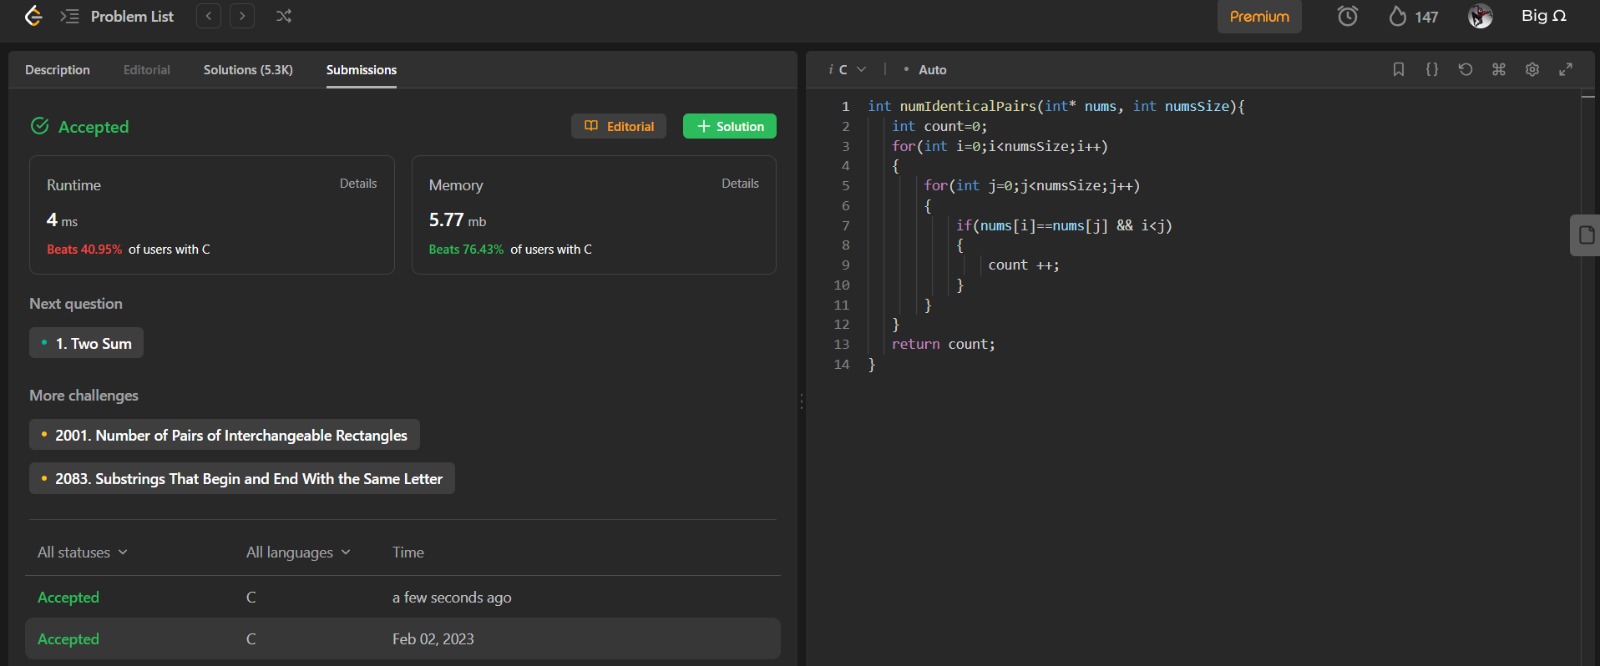 Problem List
Premium
147
Big Ω
Description Editorial Solutions (5.3K) Submissions
Accepted
Editorial
+ Solution
Runtime Details
4 ms
Beats 40.95% of users with C
Memory Details
5.77 mb
Beats 76.43% of users with C
Next question
1. Two Sum
More challenges
2001. Number of Pairs of Interchangeable Rectangles
2083. Substrings That Begin and End With the Same Letter
All statuses All languages Time
Accepted C a few seconds ago
Accepted C Feb 02, 2023
i C • Auto
1 int numIdenticalPairs(int* nums, int numsSize){
2 int count=0;
3 for(int i=0;i<numsSize;i++)
4 {
5 for(int j=0;j<numsSize;j++)
6 {
7 if(nums[i]==nums[j] && i<j)
8 {
9 count ++;
10 }
11 }
12 }
13 return count;
14 }